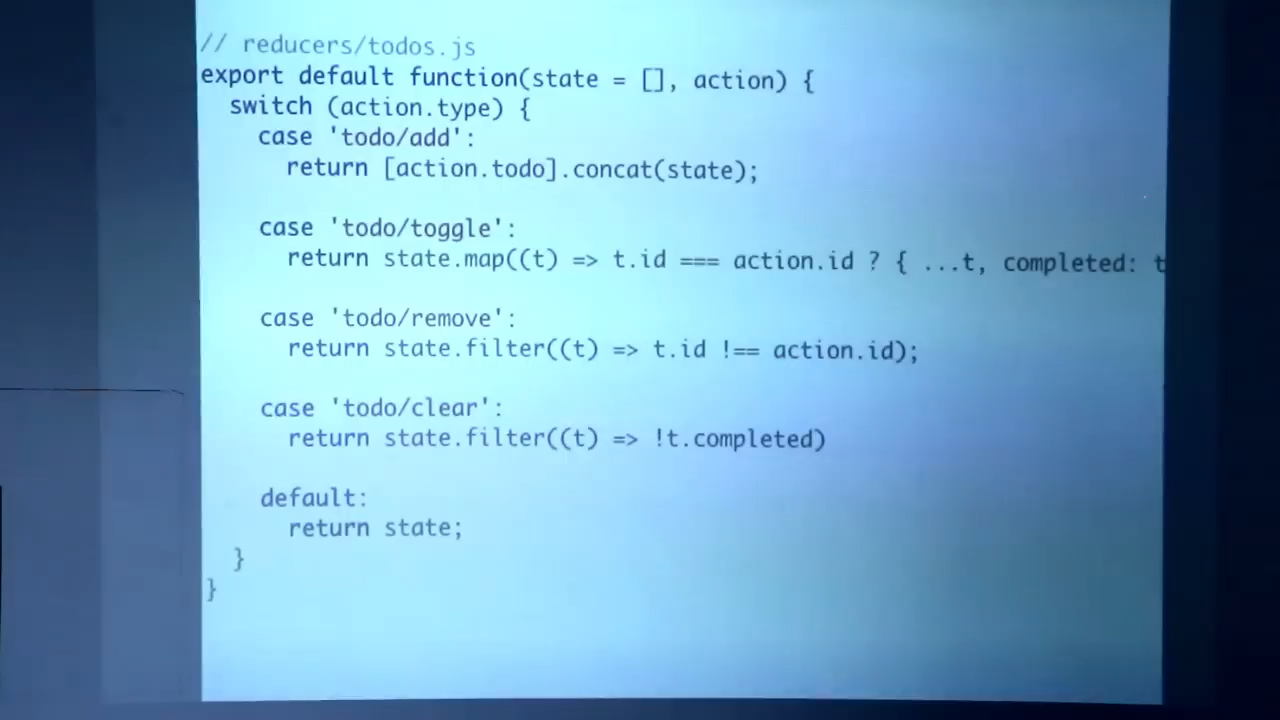 // reducers/todos.js
export default function(state = [], action) {
switch (action.type) {
case 'todo/add':
return [action.todo].concat(state);
case 'todo/toggle':
return state.map((t) => t.id === action.id ? { ...t, completed: t
case 'todo/remove':
return state.filter((t) => t.id !== action.id);
case 'todo/clear':
return state.filter((t) => !t.completed)
default:
return state;
}
}